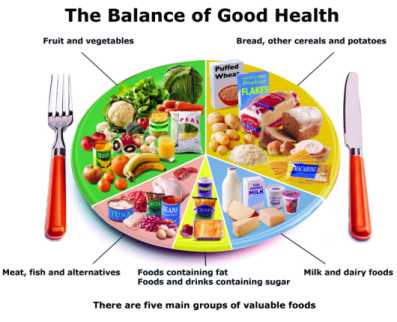 The Balance of Good Health
Fruit and vegetables
Bread, other cereals and potatoes
Puffed
Wheat
FLAKES
PEAS
MACARONI
BEANS
MILK
Meat, fish and alternatives
Foods containing fat
Foods and drinks containing sugar
Milk and dairy foods
There are five main groups of valuable foods